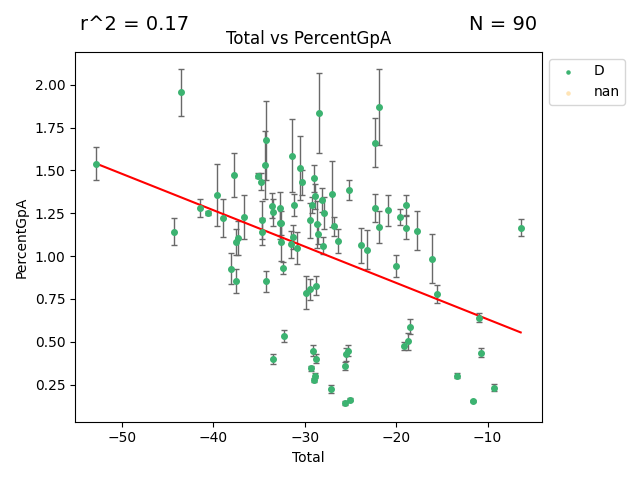 r^2 = 0.17
N = 90
Total vs PercentGpA
D
nan
PercentGpA
2.00
1.75
1.50
1.25
1.00
0.75
0.50
0.25
−50
−40
−30
−20
−10
Total